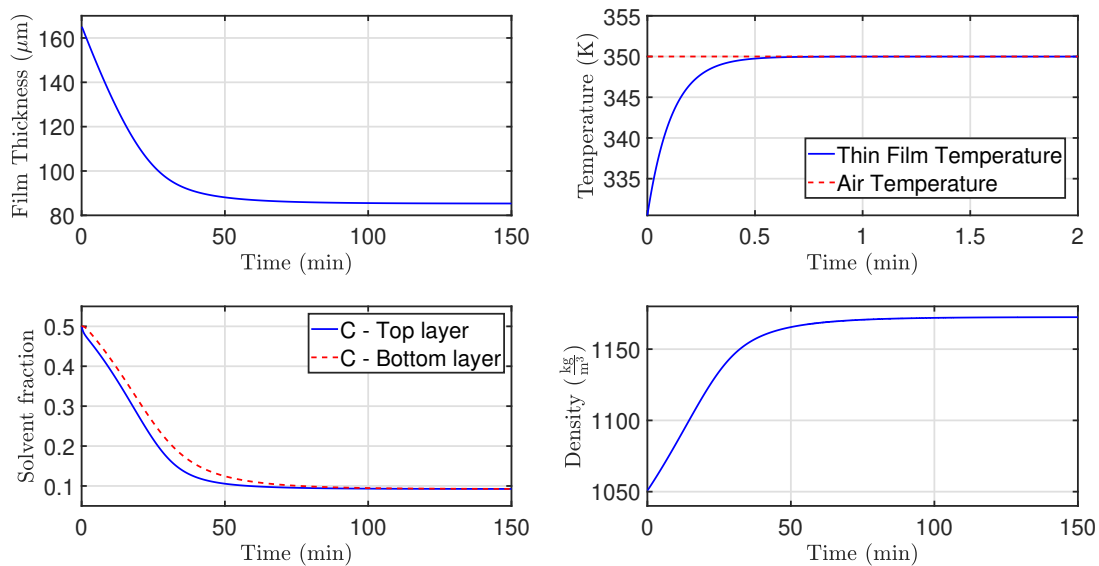 Film Thickness (μm)
160
120
100
80
0
50
100
150
Time (min)
Temperature (K)
355
350
345
340
335
Thin Film Temperature
Air Temperature
0
0.5
1
1.5
2
Time (min)
Solvent fraction
0.5
0.4
0.3
0.2
0.1
C - Top layer
C - Bottom layer
0
50
100
150
Time (min)
Density (kg/m³)
1150
1100
1050
0
50
100
150
Time (min)